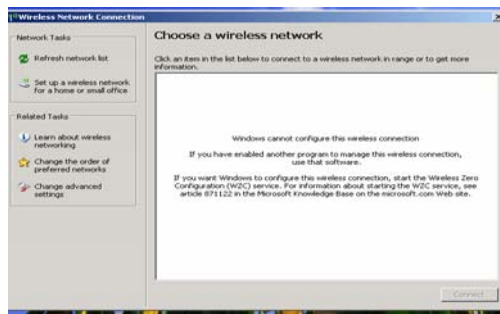 Wireless Network Connection
Network Tasks
Refresh network list
Set up a wireless network
for a home or small office
Related Tasks
Learn about wireless
networking
Change the order of
preferred networks
Change advanced
settings
Choose a wireless network
Click an item in the list below to connect to a wireless network in range or to get more
information.
Windows cannot configure this wireless connection
If you have enabled another program to manage this wireless connection,
use that software.
If you want Windows to configure this wireless connection, start the Wireless Zero
Configuration (WZC) service. For information about starting the WZC service, see
article 871122 in the Microsoft Knowledge Base on the microsoft.com Web site.
Connect